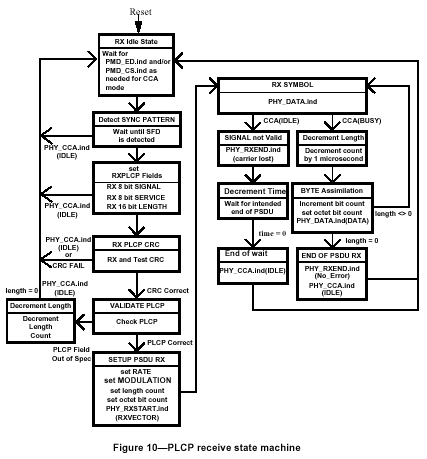 Reset
RX Idle State
Wait for
PMD_ED.ind and/or
PMD_CS.ind as
needed for CCA
mode
Detect SYNC PATTERN
Wait until SFD
is detected
PHY_CCA.ind
(IDLE)
set
RXPLCP Fields
RX 8 bit SIGNAL
RX 8 bit SERVICE
RX 16 bit LENGTH
PHY_CCA.ind
(IDLE)
RX PLCP CRC
RX and Test CRC
PHY_CCA.ind
(IDLE)
or
CRC FAIL
CRC Correct
PHY_CCA.ind
(IDLE)
length = 0
Decrement Length
Decrement
Length
Count
VALIDATE PLCP
Check PLCP
PLCP Field
Out of Spec
PLCP Correct
SETUP PSDU RX
set RATE
set MODULATION
set length count
set octet bit count
PHY_RXSTART.ind
(RXVECTOR)
RX SYMBOL
PHY_DATA.ind
CCA(IDLE)
CCA(BUSY)
SIGNAL not Valid
PHY_RXEND.ind
(carrier lost)
Decrement Length
Decrement count
by 1 microsecond
Decrement Time
Wait for intended
end of PSDU
BYTE Assimilation
Increment bit count
set octet bit count
PHY_DATA.ind(DATA)
length <> 0
time = 0
length = 0
End of wait
PHY_CCA.ind(IDLE)
END OF PSDU RX
PHY_RXEND.ind
(No_Error)
PHY_CCA.ind
(IDLE)
Figure 10—PLCP receive state machine